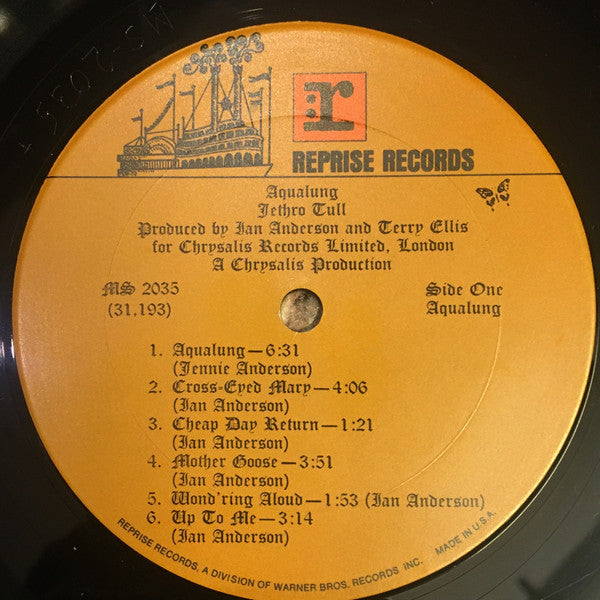 r
REPRISE RECORDS
Aqualung
Jethro Tull
Produced by Ian Anderson and Terry Ellis
for Chrysalis Records Limited, London
A Chrysalis Production
MS 2035
(31,193)
Side One
Aqualung
1. Aqualung—6:31
(Jennie Anderson)
2. Cross-Eyed Mary—4:06
(Ian Anderson)
3. Cheap Day Return—1:21
(Ian Anderson)
4. Mother Goose—3:51
(Ian Anderson)
5. Wond'ring Aloud—1:53 (Ian Anderson)
6. Up To Me—3:14
(Ian Anderson)
REPRISE RECORDS, A DIVISION OF WARNER BROS. RECORDS INC. MADE IN U.S.A.